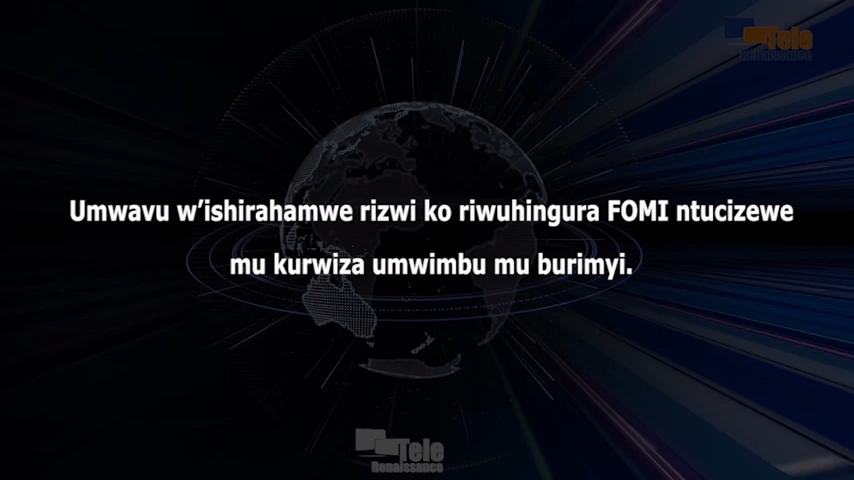 Tele
Renaissance
Umwavu w’ishirahamwe rizwi ko riwuhingura FOMI ntucizewe
mu kurwiza umwimbu mu burimyi.
Tele
Renaissance